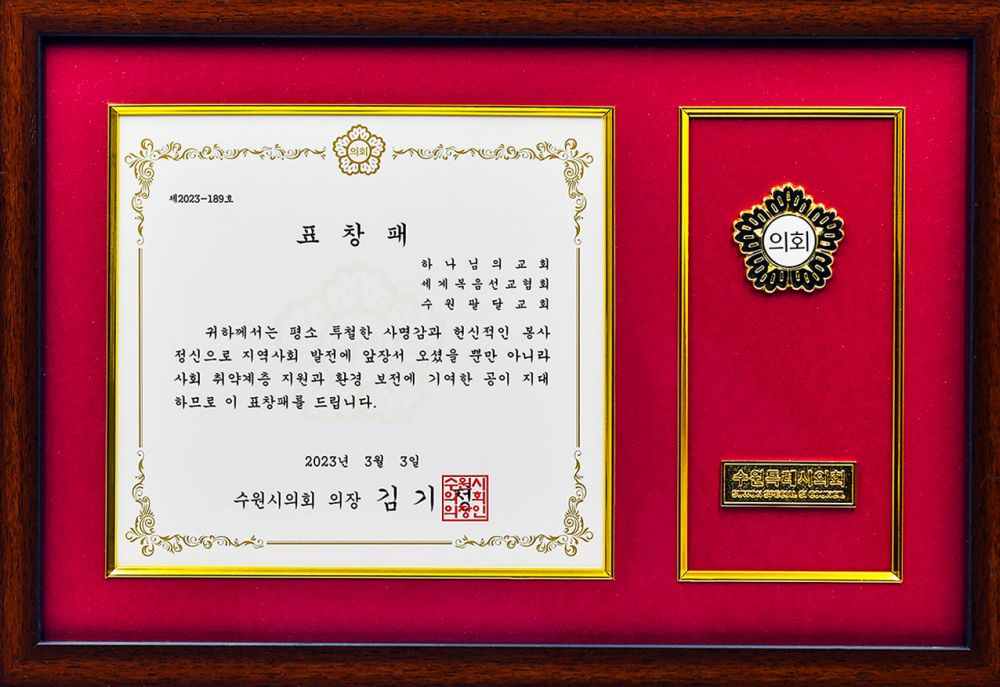 의회
제2023-189호
표 창 패
하나님의교회
세계복음선교협회
수원팔달교회
귀하께서는 평소 투철한 사명감과 헌신적인 봉사
정신으로 지역사회 발전에 앞장서 오셨을 뿐만 아니라
사회 취약계층 지원과 환경 보전에 기여한 공이 지대
하므로 이 표창패를 드립니다.
2023년 3월 3일
수원시의회 의장 김 기 정
수원시
의회
의장인
의회
수원특례시의회